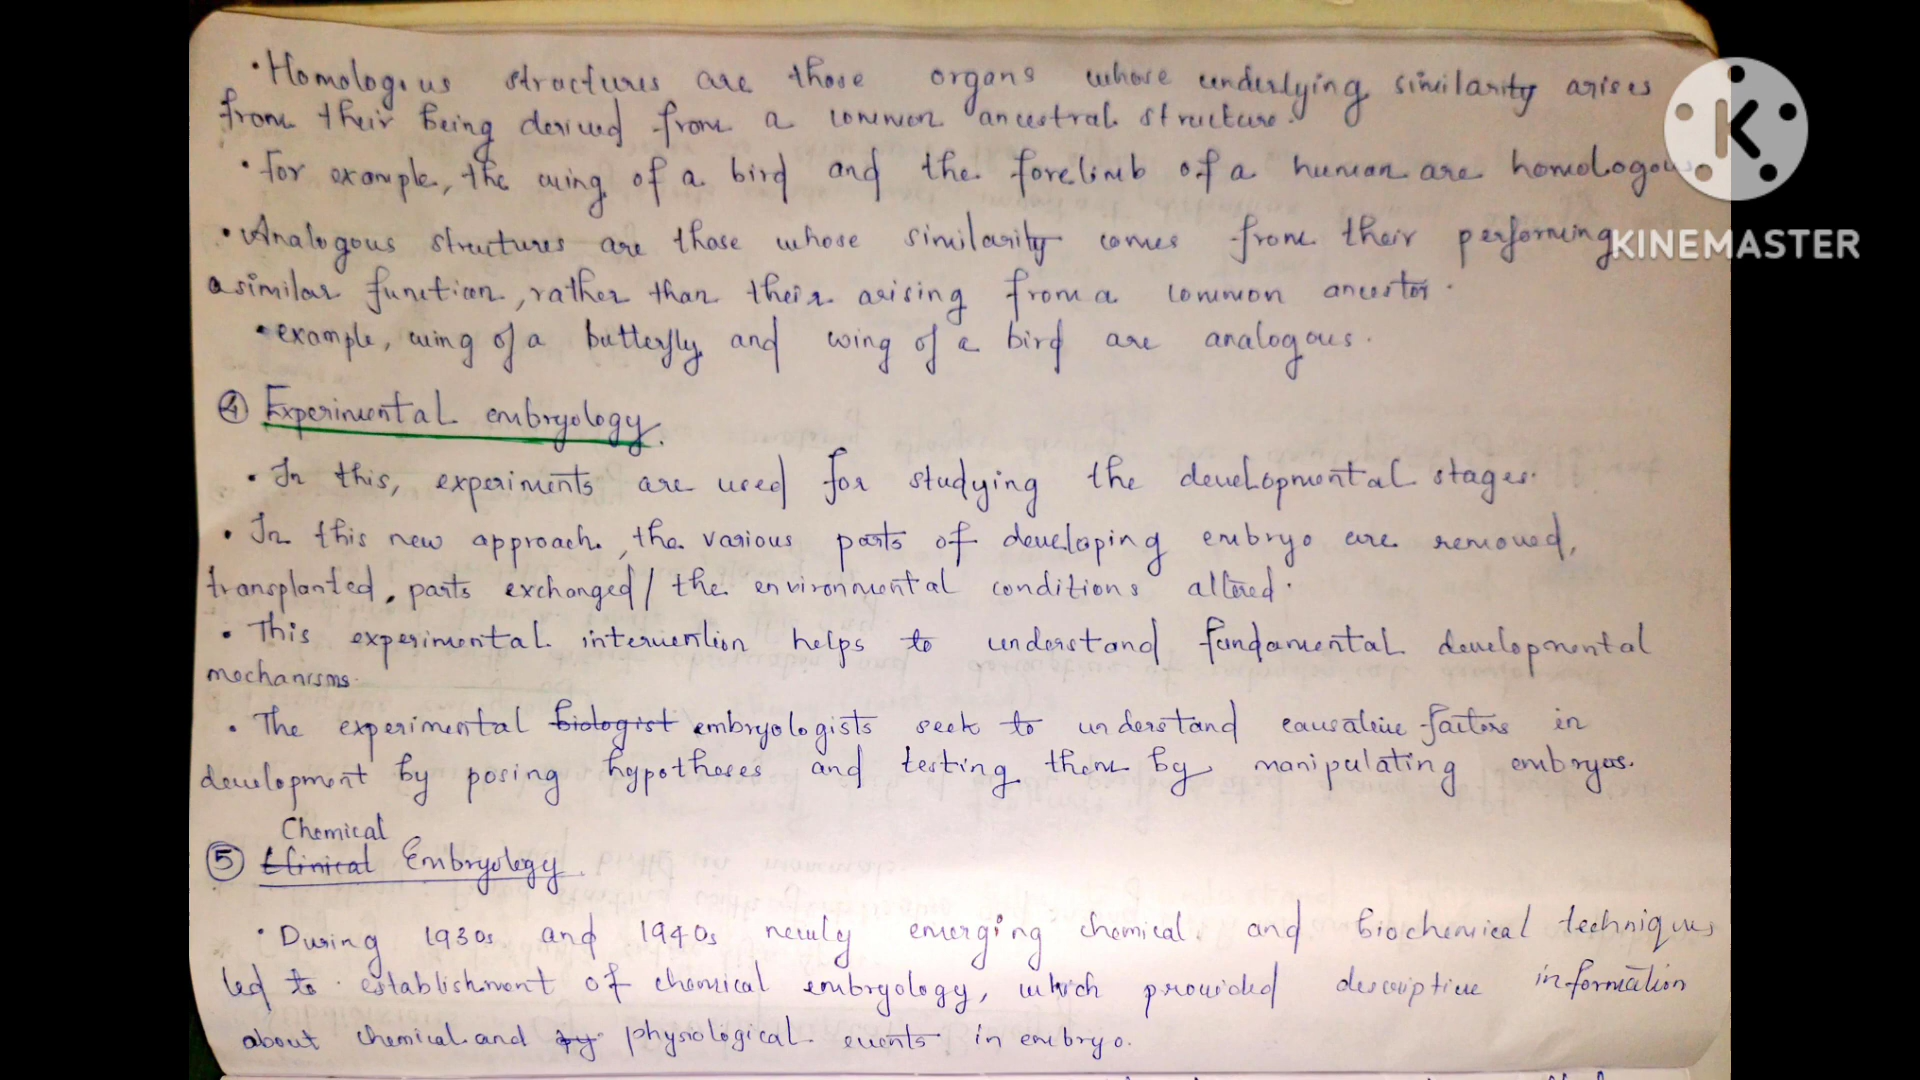 • Homologous structures are those organs whose underlying similarity arises
from their being derived from a common ancestral structure.
• For example, the wing of a bird and the forelimb of a human are homologous
• Analogous structures are those whose similarity comes from their performing
a similar function, rather than their arising from a common ancestor.
• example, wing of a butterfly and wing of a bird are analogous.
④ Experimental embryology.
• In this, experiments are used for studying the developmental stages.
• In this new approach, the various parts of developing embryo are removed,
transplanted, parts exchanged / the environmental conditions altered.
• This experimental intervention helps to understand fundamental developmental
mechanisms.
• The experimental biologist embryologists seek to understand causative factors in
development by posing hypotheses and testing them by manipulating embryos.
Chemical
⑤ Clinical Embryology.
• During 1930s and 1940s newly emerging chemical and biochemical techniques
led to establishment of chemical embryology, which provided descriptive information
about chemical and py physiological events in embryo.
K
KINEMASTER